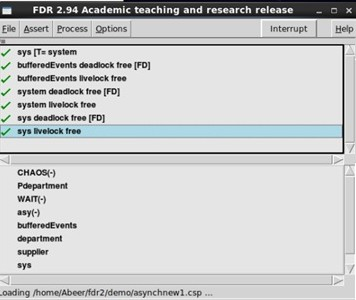 FDR 2.94 Academic teaching and research release
File Assert Process Options Interrupt Help
sys [T= system
bufferedEvents deadlock free [FD]
bufferedEvents livelock free
system deadlock free [FD]
system livelock free
sys deadlock free [FD]
sys livelock free
CHAOS(-)
Pdepartment
WAIT(-)
asy(-)
bufferedEvents
department
supplier
sys
Loading /home/Abeer/fdr2/demo/asynchnew1.csp ...